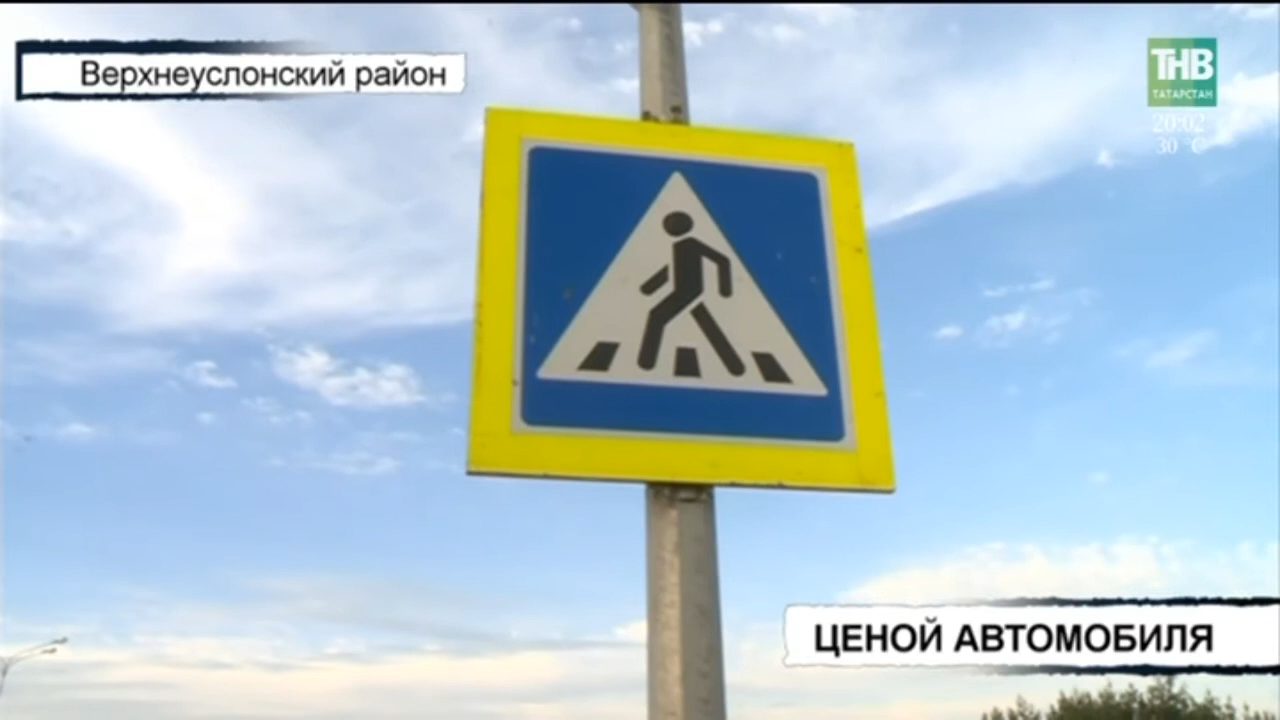 Верхнеуслонский район
ТНВ
ТАТАРСТАН
20:02
30 °C
ЦЕНОЙ АВТОМОБИЛЯ